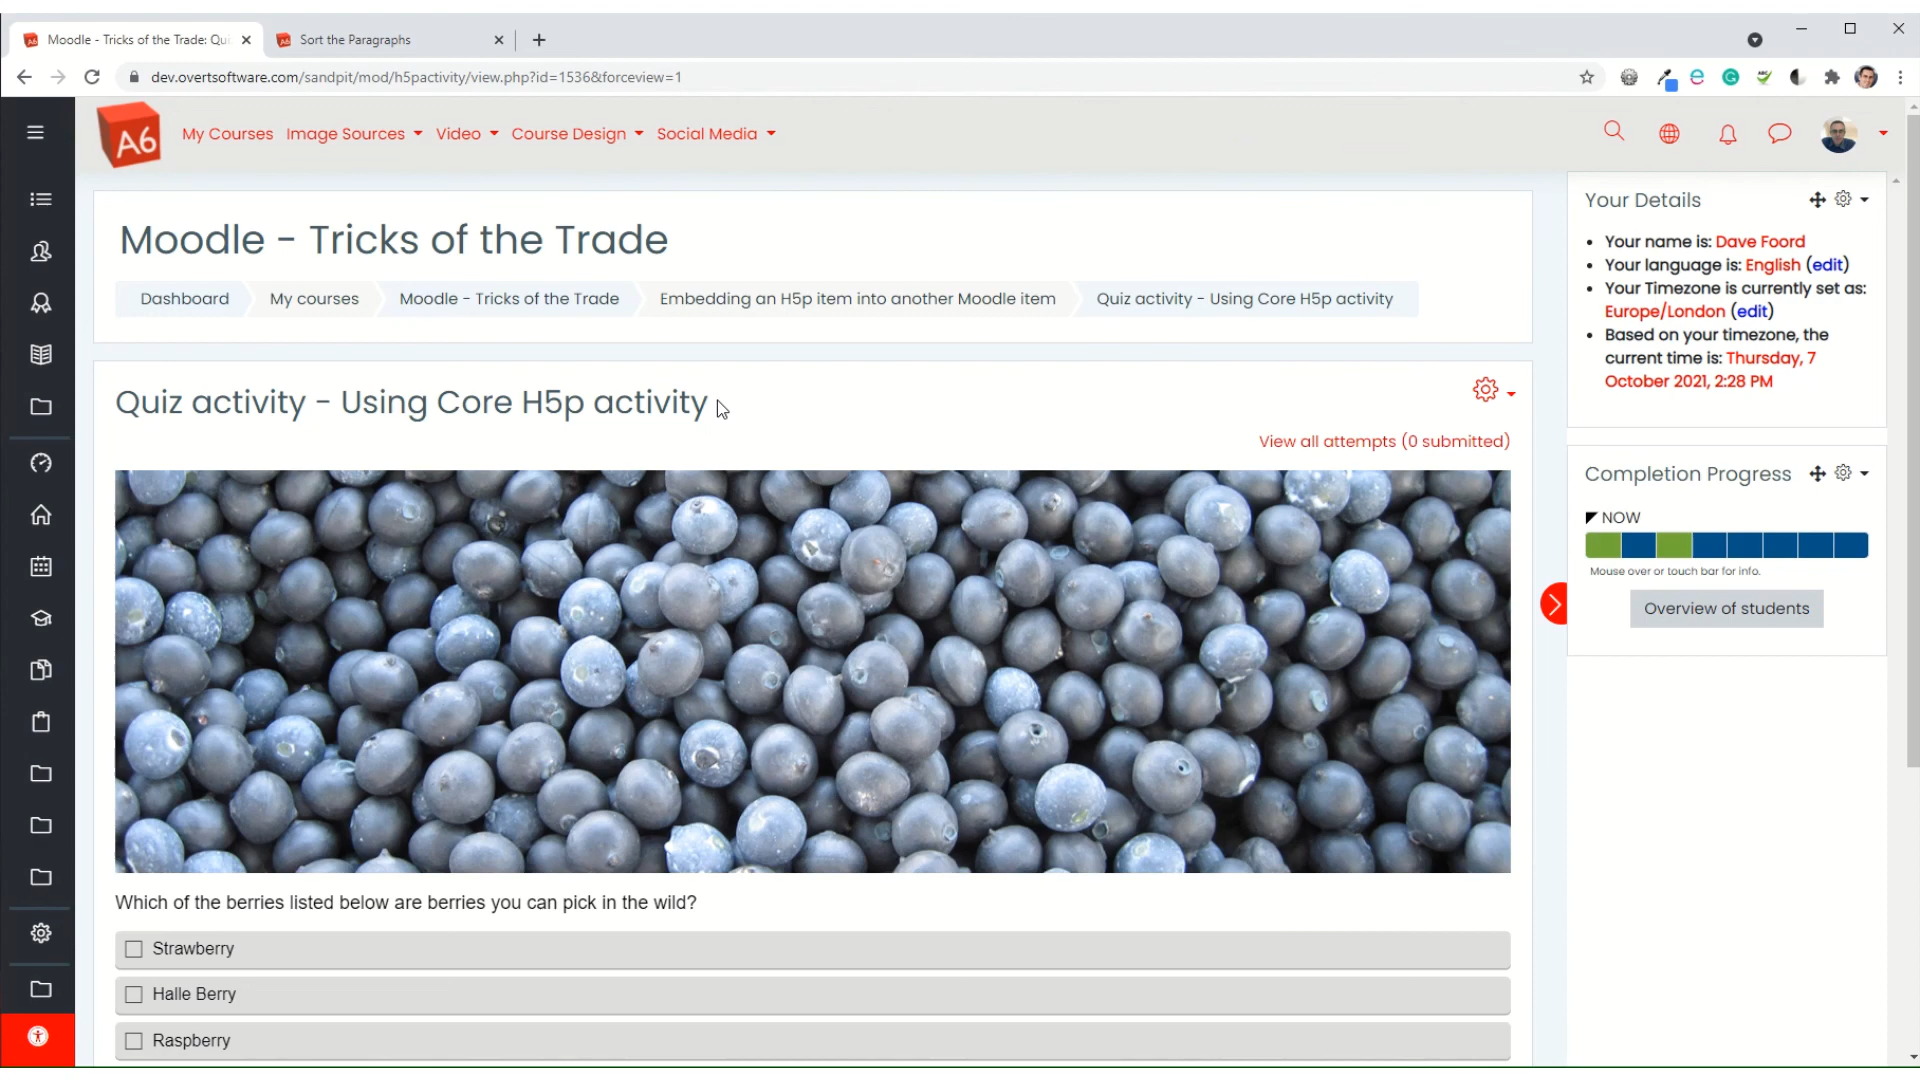 Moodle - Tricks of the Trade: Qui
Sort the Paragraphs
dev.overtsoftware.com/sandpit/mod/h5pactivity/view.php?id=1536&forceview=1
A6
My Courses
Image Sources
Video
Course Design
Social Media
Moodle - Tricks of the Trade
Dashboard
My courses
Moodle - Tricks of the Trade
Embedding an H5p item into another Moodle item
Quiz activity - Using Core H5p activity
Quiz activity - Using Core H5p activity
View all attempts (0 submitted)
Which of the berries listed below are berries you can pick in the wild?
Strawberry
Halle Berry
Raspberry
Your Details
Your name is: Dave Foord
Your language is: English (edit)
Your Timezone is currently set as:
Europe/London (edit)
Based on your timezone, the
current time is: Thursday, 7
October 2021, 2:28 PM
Completion Progress
NOW
Mouse over or touch bar for info.
Overview of students